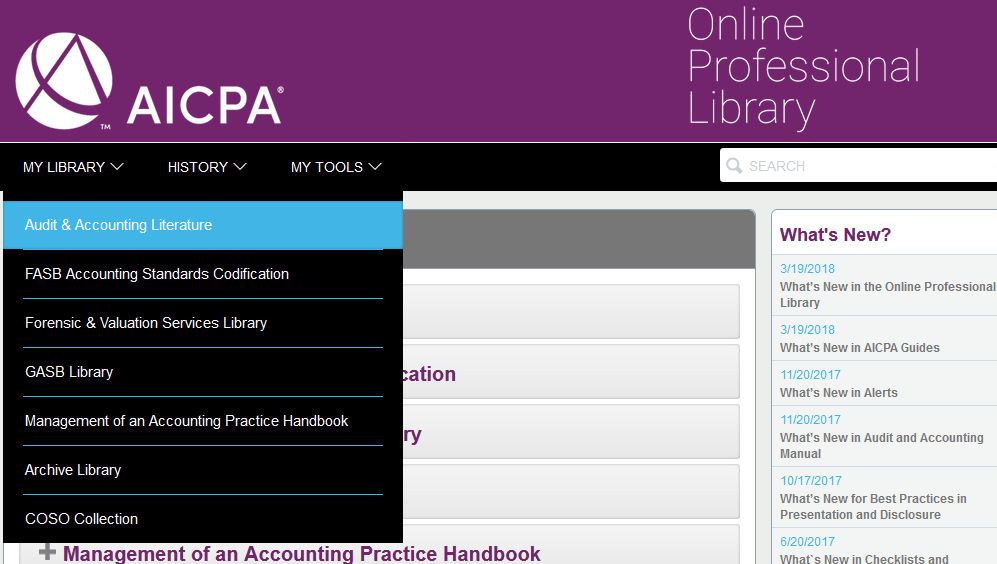 Online
Professional
Library
AICPA®
™
MY LIBRARY
HISTORY
MY TOOLS
SEARCH
Audit & Accounting Literature
FASB Accounting Standards Codification
Forensic & Valuation Services Library
GASB Library
Management of an Accounting Practice Handbook
Archive Library
COSO Collection
cation
ry
Management of an Accounting Practice Handbook
What's New?
3/19/2018
What's New in the Online Professional
Library
3/19/2018
What's New in AICPA Guides
11/20/2017
What's New in Alerts
11/20/2017
What's New in Audit and Accounting
Manual
10/17/2017
What's New for Best Practices in
Presentation and Disclosure
6/20/2017
What`s New in Checklists and